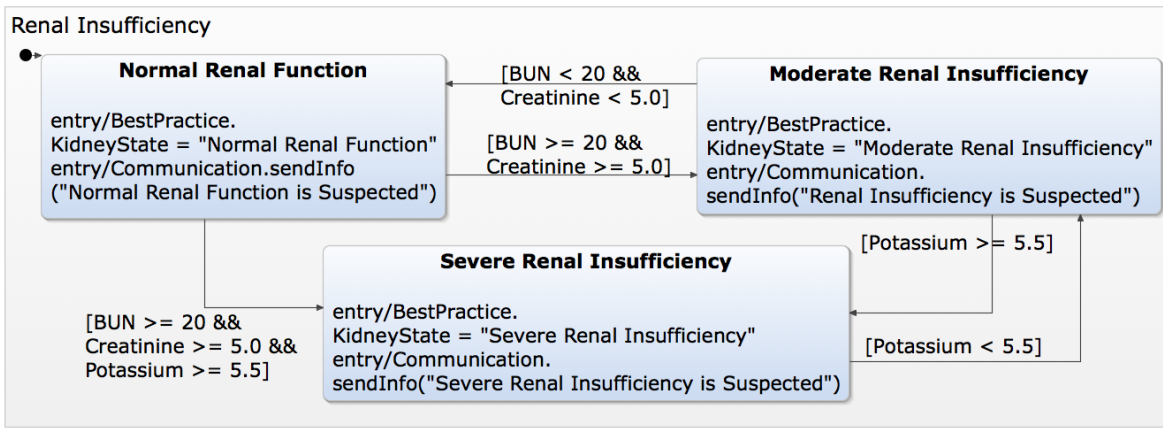 Renal Insufficiency
Normal Renal Function
entry/BestPractice.
KidneyState = "Normal Renal Function"
entry/Communication.sendInfo
("Normal Renal Function is Suspected")
[BUN < 20 &&
Creatinine < 5.0]
[BUN >= 20 &&
Creatinine >= 5.0]
Moderate Renal Insufficiency
entry/BestPractice.
KidneyState = "Moderate Renal Insufficiency"
entry/Communication.
sendInfo("Renal Insufficiency is Suspected")
[Potassium >= 5.5]
Severe Renal Insufficiency
entry/BestPractice.
KidneyState = "Severe Renal Insufficiency"
entry/Communication.
sendInfo("Severe Renal Insufficiency is Suspected")
[BUN >= 20 &&
Creatinine >= 5.0 &&
Potassium >= 5.5]
[Potassium < 5.5]